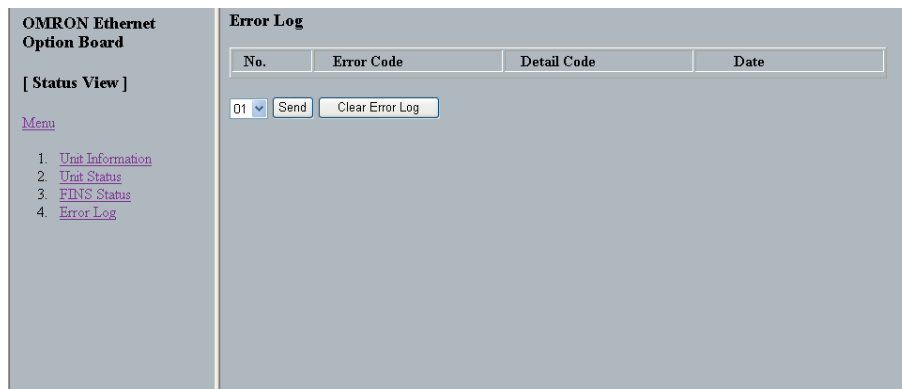 OMRON Ethernet
Option Board
[ Status View ]
Menu
1. Unit Information
2. Unit Status
3. FINS Status
4. Error Log
Error Log
No. Error Code Detail Code Date
01 Send Clear Error Log